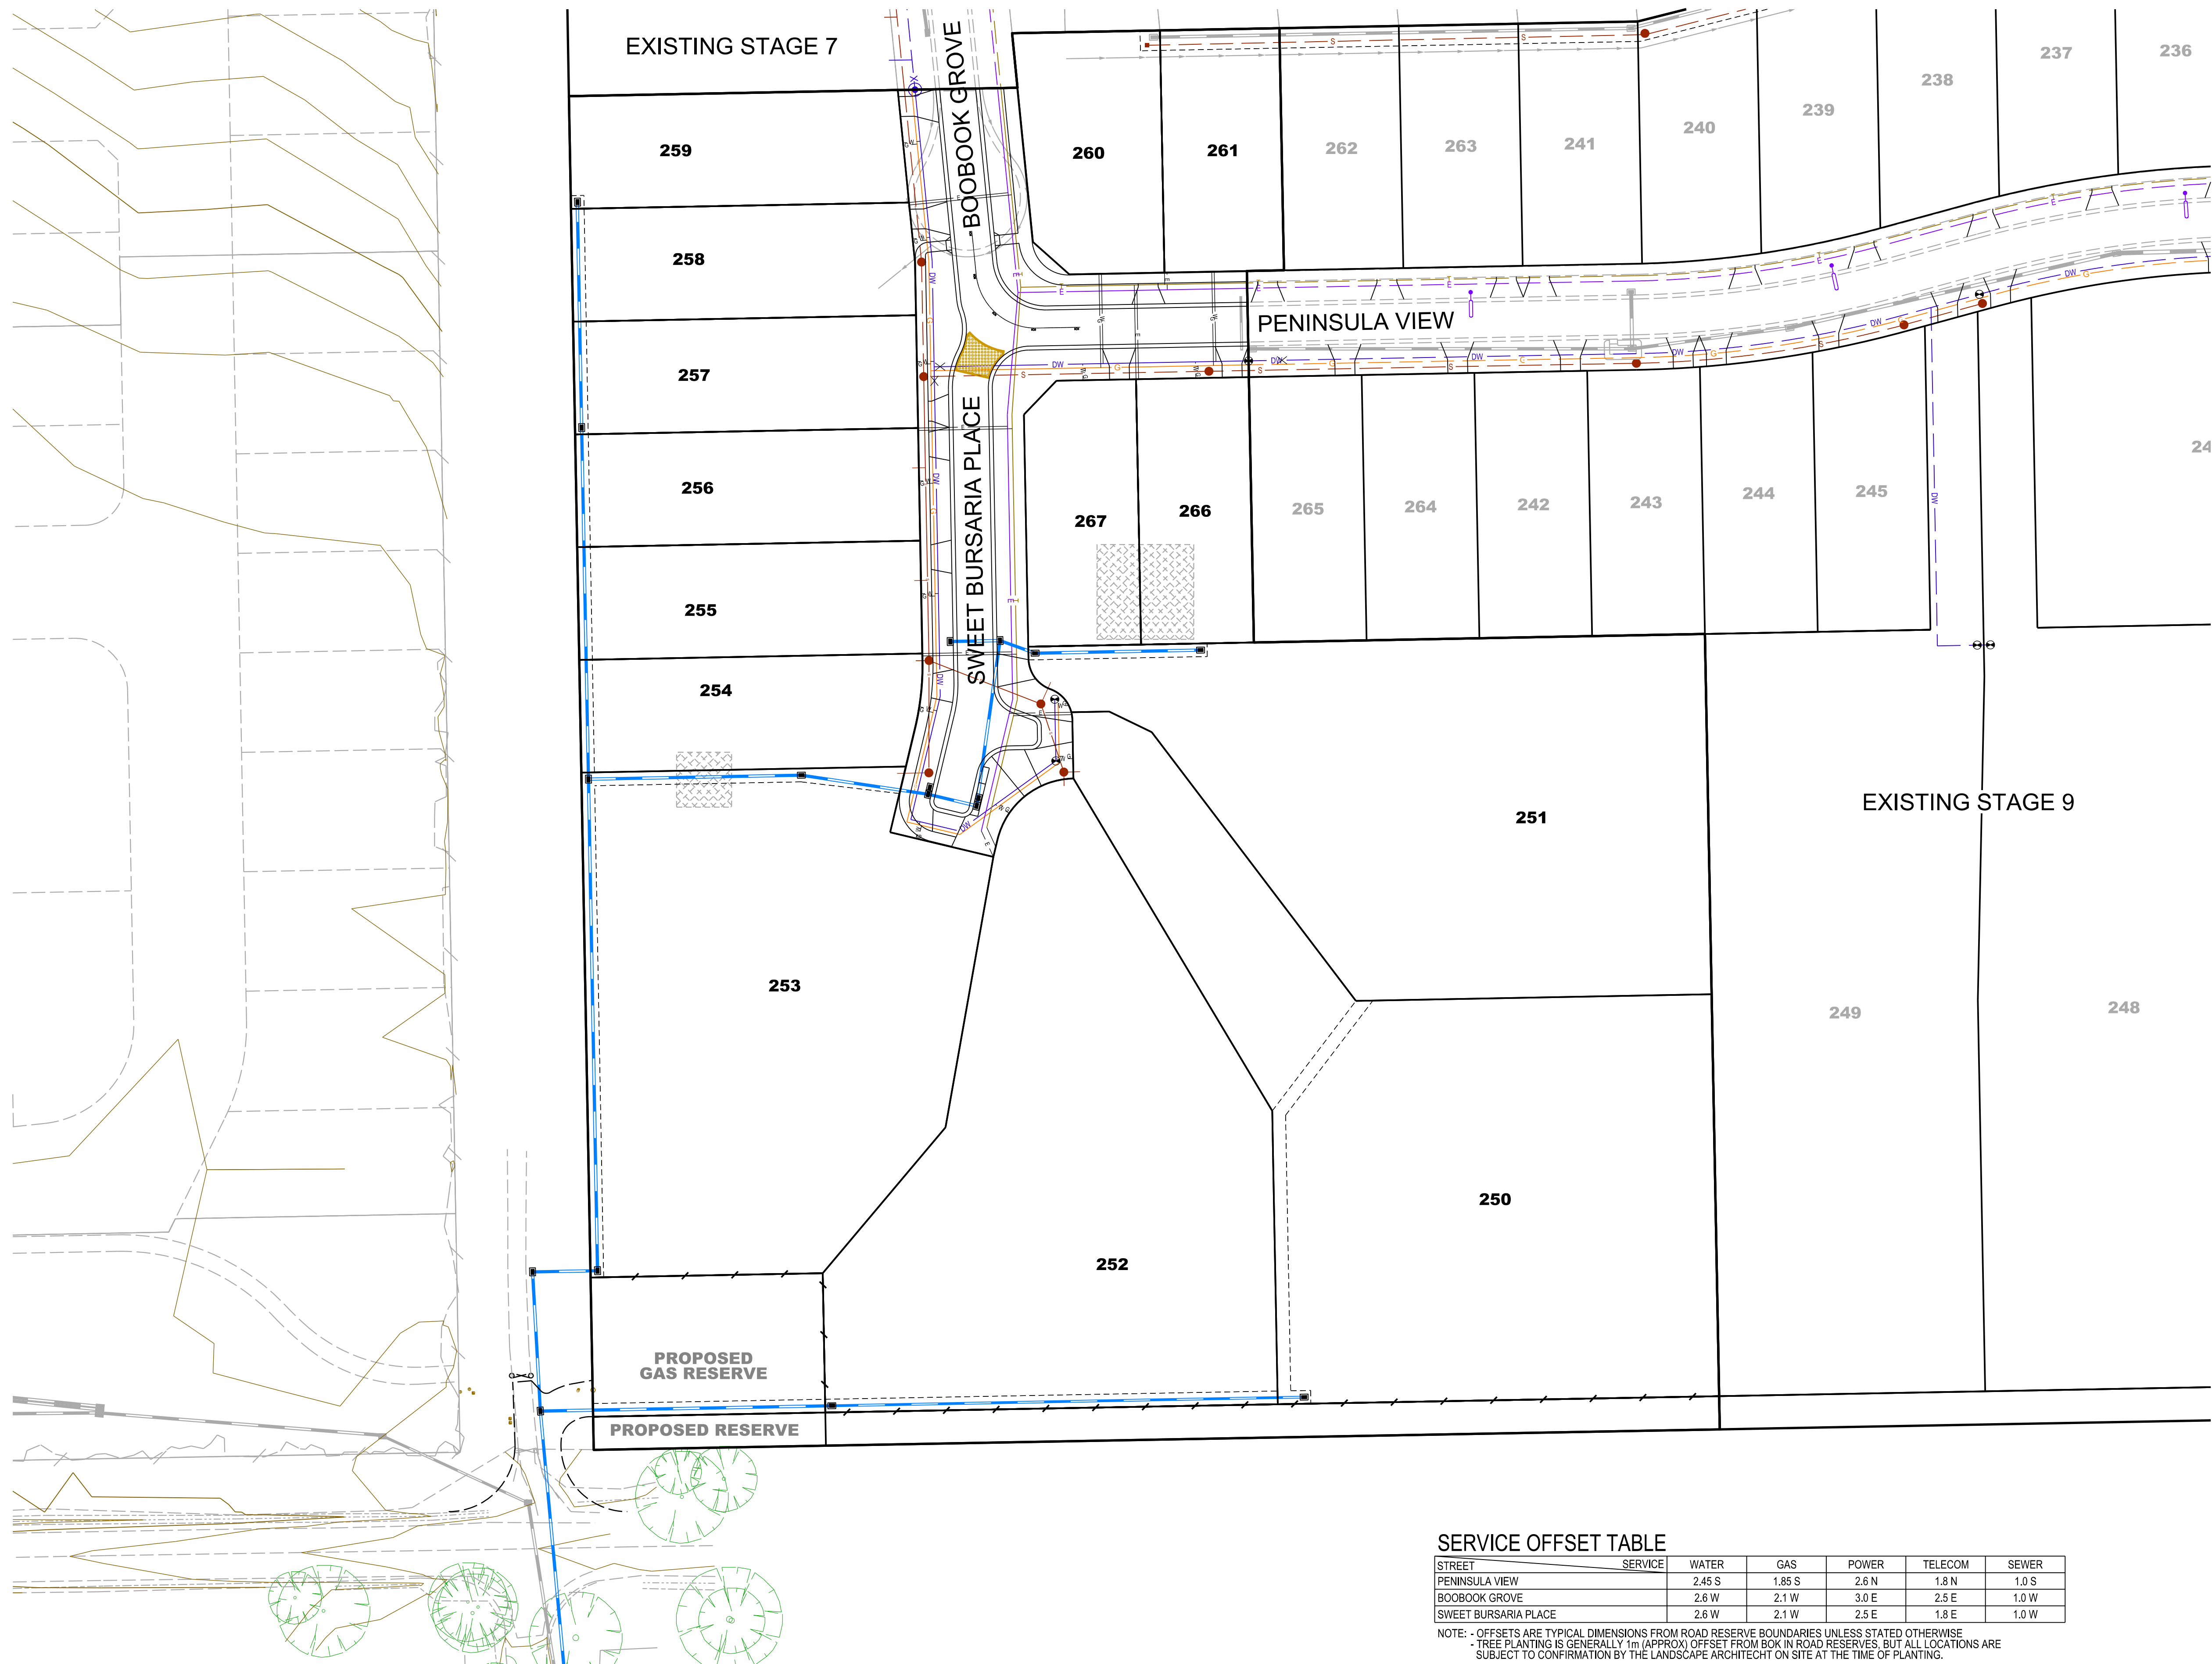 EXISTING STAGE 7
BOOBOOK GROVE
237
236
238
239
240
259
260
261
262
263
241
258
PENINSULA VIEW
257
SWEET BURSARIA PLACE
256
267
266
265
264
242
243
244
245
24
255
254
251
EXISTING STAGE 9
253
249
248
250
252
PROPOSED
GAS RESERVE
PROPOSED RESERVE
SERVICE OFFSET TABLE
STREET SERVICE WATER GAS POWER TELECOM SEWER
PENINSULA VIEW 2.45 S 1.85 S 2.6 N 1.8 N 1.0 S
BOOBOOK GROVE 2.6 W 2.1 W 3.0 E 2.5 E 1.0 W
SWEET BURSARIA PLACE 2.6 W 2.1 W 2.5 E 1.8 E 1.0 W
NOTE: - OFFSETS ARE TYPICAL DIMENSIONS FROM ROAD RESERVE BOUNDARIES UNLESS STATED OTHERWISE
- TREE PLANTING IS GENERALLY 1m (APPROX) OFFSET FROM BOK IN ROAD RESERVES, BUT ALL LOCATIONS ARE
SUBJECT TO CONFIRMATION BY THE LANDSCAPE ARCHITECHT ON SITE AT THE TIME OF PLANTING.